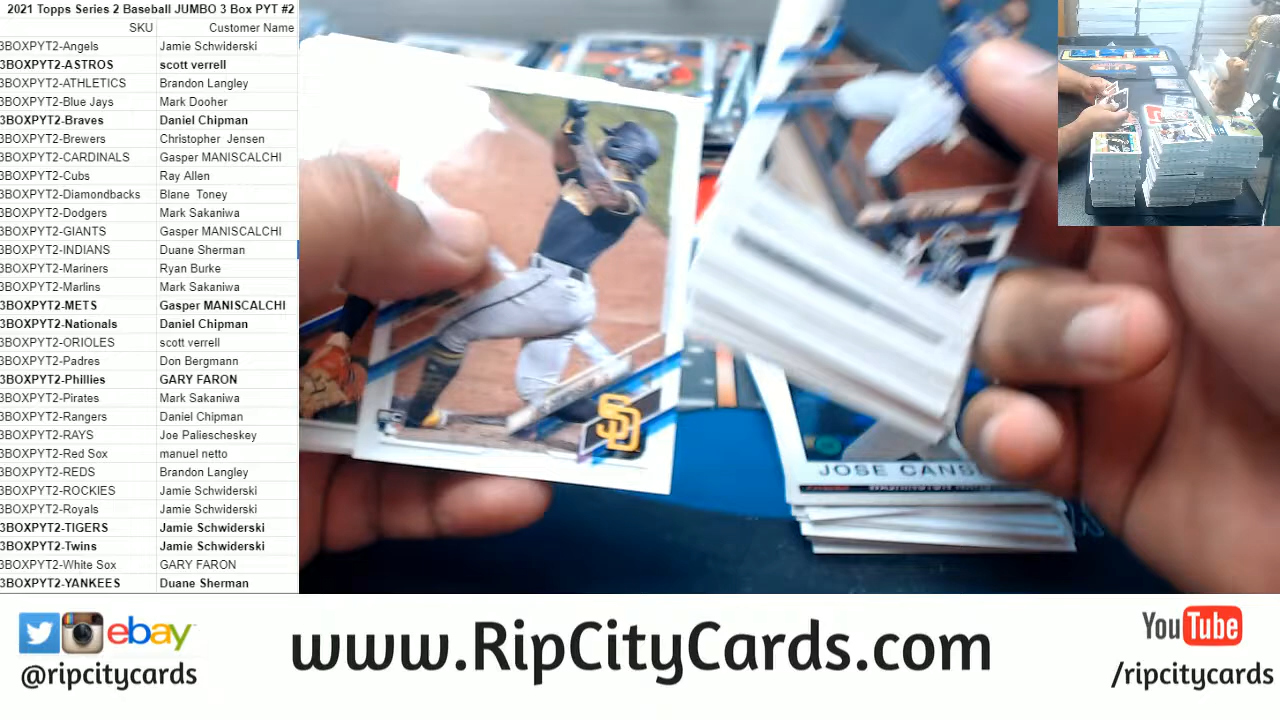 2021 Topps Series 2 Baseball JUMBO 3 Box PYT #2
SKU Customer Name
3BOXPYT2-Angels Jamie Schwiderski
3BOXPYT2-ASTROS scott verrell
3BOXPYT2-ATHLETICS Brandon Langley
3BOXPYT2-Blue Jays Mark Dooher
3BOXPYT2-Braves Daniel Chipman
3BOXPYT2-Brewers Christopher Jensen
3BOXPYT2-CARDINALS Gasper MANISCALCHI
3BOXPYT2-Cubs Ray Allen
3BOXPYT2-Diamondbacks Blane Toney
3BOXPYT2-Dodgers Mark Sakaniwa
3BOXPYT2-GIANTS Gasper MANISCALCHI
3BOXPYT2-INDIANS Duane Sherman
3BOXPYT2-Mariners Ryan Burke
3BOXPYT2-Marlins Mark Sakaniwa
3BOXPYT2-METS Gasper MANISCALCHI
3BOXPYT2-Nationals Daniel Chipman
3BOXPYT2-ORIOLES scott verrell
3BOXPYT2-Padres Don Bergmann
3BOXPYT2-Phillies GARY FARON
3BOXPYT2-Pirates Mark Sakaniwa
3BOXPYT2-Rangers Daniel Chipman
3BOXPYT2-RAYS Joe Paliescheskey
3BOXPYT2-Red Sox manuel netto
3BOXPYT2-REDS Brandon Langley
3BOXPYT2-ROCKIES Jamie Schwiderski
3BOXPYT2-Royals Jamie Schwiderski
3BOXPYT2-TIGERS Jamie Schwiderski
3BOXPYT2-Twins Jamie Schwiderski
3BOXPYT2-White Sox GARY FARON
3BOXPYT2-YANKEES Duane Sherman
SD
JOSE CANS
ebay
@ripcitycards
www.RipCityCards.com
YouTube
/ripcitycards